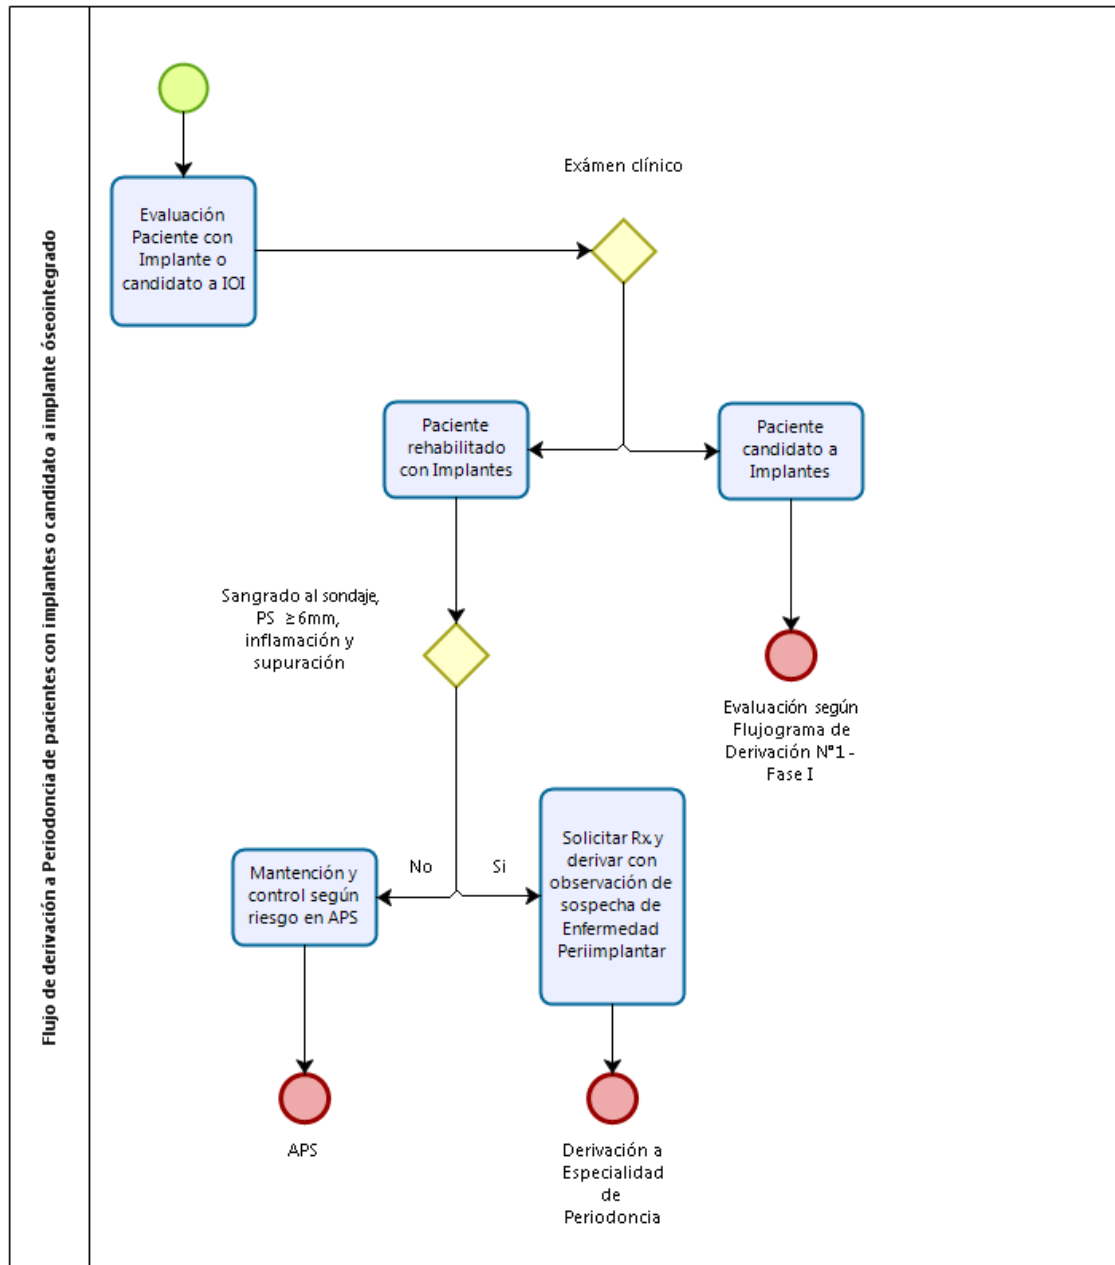 Flujo de derivación a Periodoncia de pacientes con implantes o candidato a implante óseointegrado
Evaluación
Paciente con
Implante o
candidato a IOI
Exámen clínico
Paciente
rehabilitado
con Implantes
Paciente
candidato a
Implantes
Sangrado al sondaje,
PS ≥6mm,
inflamación y
supuración
Evaluación según
Flujograma de
Derivación N°1 -
Fase I
No
Si
Mantención y
control según
riesgo en APS
Solicitar Rx. y
derivar con
observación de
sospecha de
Enfermedad
Periimplantar
APS
Derivación a
Especialidad
de
Periodoncia